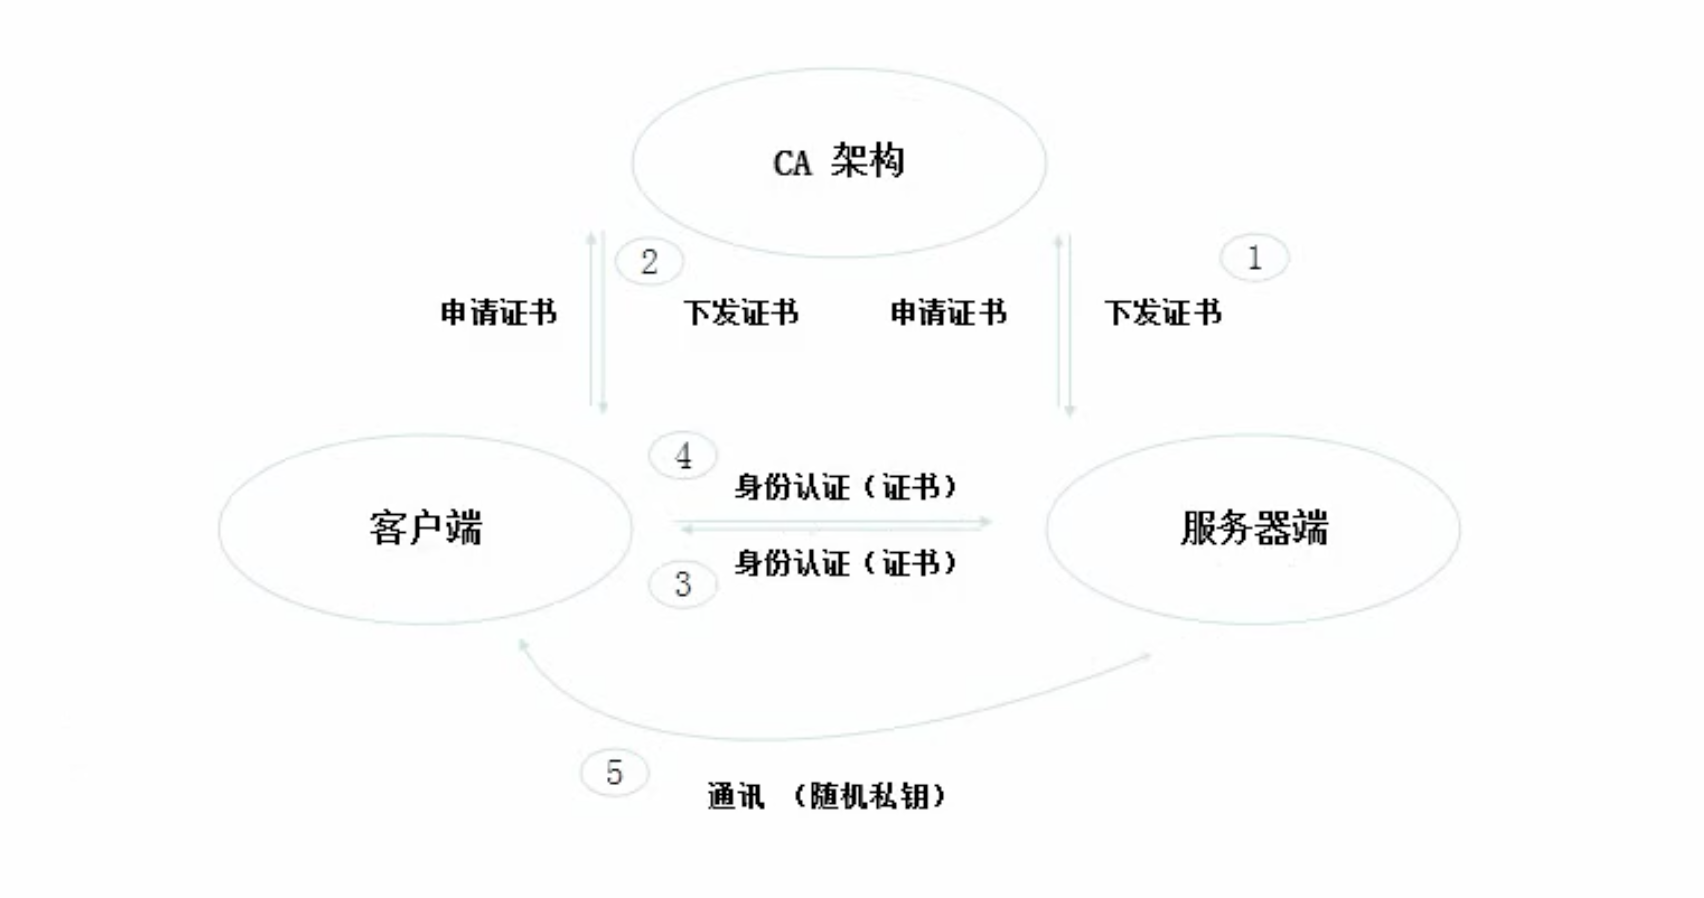 CA 架构
1
2
申请证书
下发证书
申请证书
下发证书
4
身份认证（证书）
客户端
服务器端
身份认证（证书）
3
5
通讯 （随机私钥）